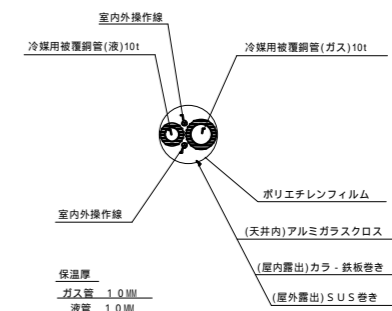 室内外操作線
冷媒用被覆銅管(液)10t
冷媒用被覆銅管(ガス)10t
ポリエチレンフィルム
室内外操作線
(天井内)アルミガラスクロス
(屋内露出)カラ-鉄板巻き
(屋外露出)ＳＵＳ巻き
保温厚
ガス管 １０㎜
液管 １０㎜